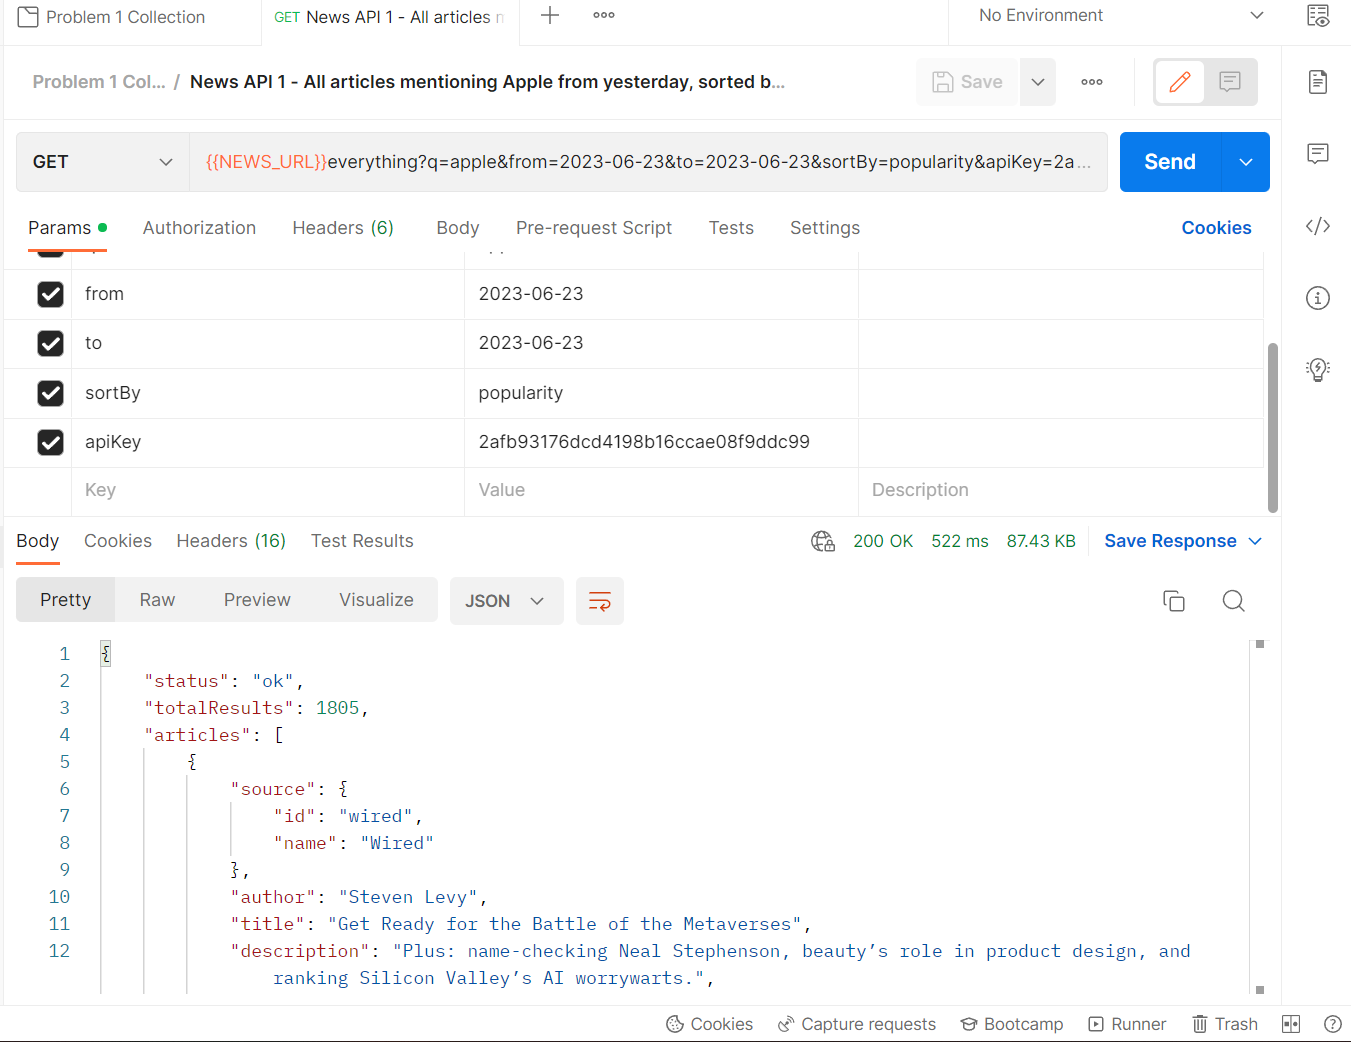 Problem 1 Collection
GET News API 1 - All articles
No Environment
Problem 1 Col... / News API 1 - All articles mentioning Apple from yesterday, sorted b...
Save
GET
{{NEWS_URL}}everything?q=apple&from=2023-06-23&to=2023-06-23&sortBy=popularity&apiKey=2a...
Send
Params Authorization Headers (6) Body Pre-request Script Tests Settings Cookies
from 2023-06-23
to 2023-06-23
sortBy popularity
apiKey 2afb93176dcd4198b16ccae08f9ddc99
Key Value Description
Body Cookies Headers (16) Test Results 200 OK 522 ms 87.43 KB Save Response
Pretty Raw Preview Visualize JSON
1 {
2 "status": "ok",
3 "totalResults": 1805,
4 "articles": [
5 {
6 "source": {
7 "id": "wired",
8 "name": "Wired"
9 },
10 "author": "Steven Levy",
11 "title": "Get Ready for the Battle of the Metaverses",
12 "description": "Plus: name-checking Neal Stephenson, beauty’s role in product design, and
ranking Silicon Valley’s AI worrywarts.",
Cookies Capture requests Bootcamp Runner Trash